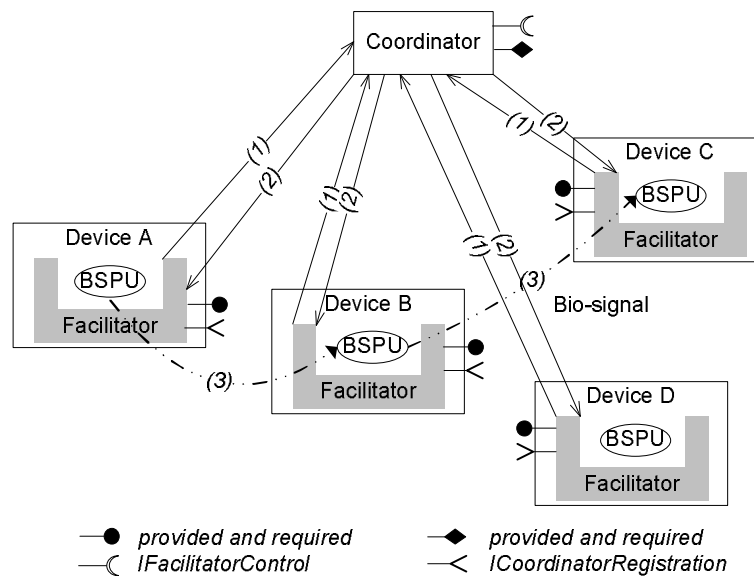 Coordinator
(1)
(2)
(1)
(2)
(1)
(2)
(1)
(2)
Device C
BSPU
Facilitator
Device A
BSPU
Facilitator
(3)
Device B
BSPU
Facilitator
(3)
Bio-signal
Device D
BSPU
Facilitator
provided and required
IFacilitatorControl
provided and required
ICoordinatorRegistration